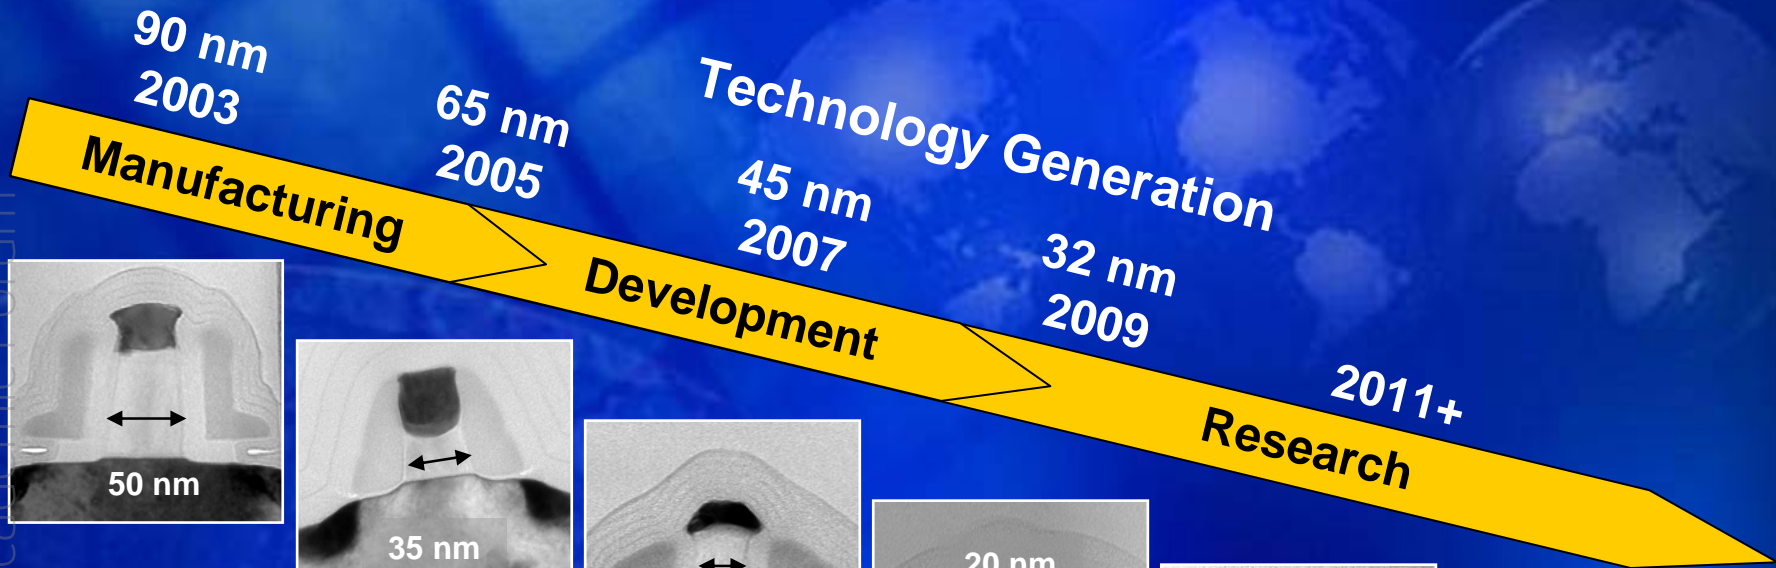 90 nm
2003
65 nm
2005
Technology Generation
45 nm
2007
32 nm
2009
2011+
Manufacturing
Development
Research
50 nm
35 nm
20 nm